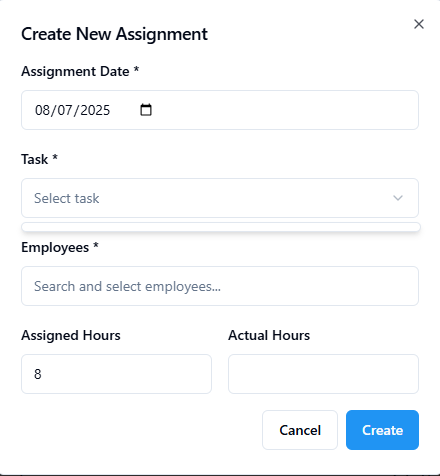 Create New Assignment
Assignment Date *
08/07/2025
Task *
Select task
Employees *
Search and select employees...
Assigned Hours
Actual Hours
8
Cancel
Create